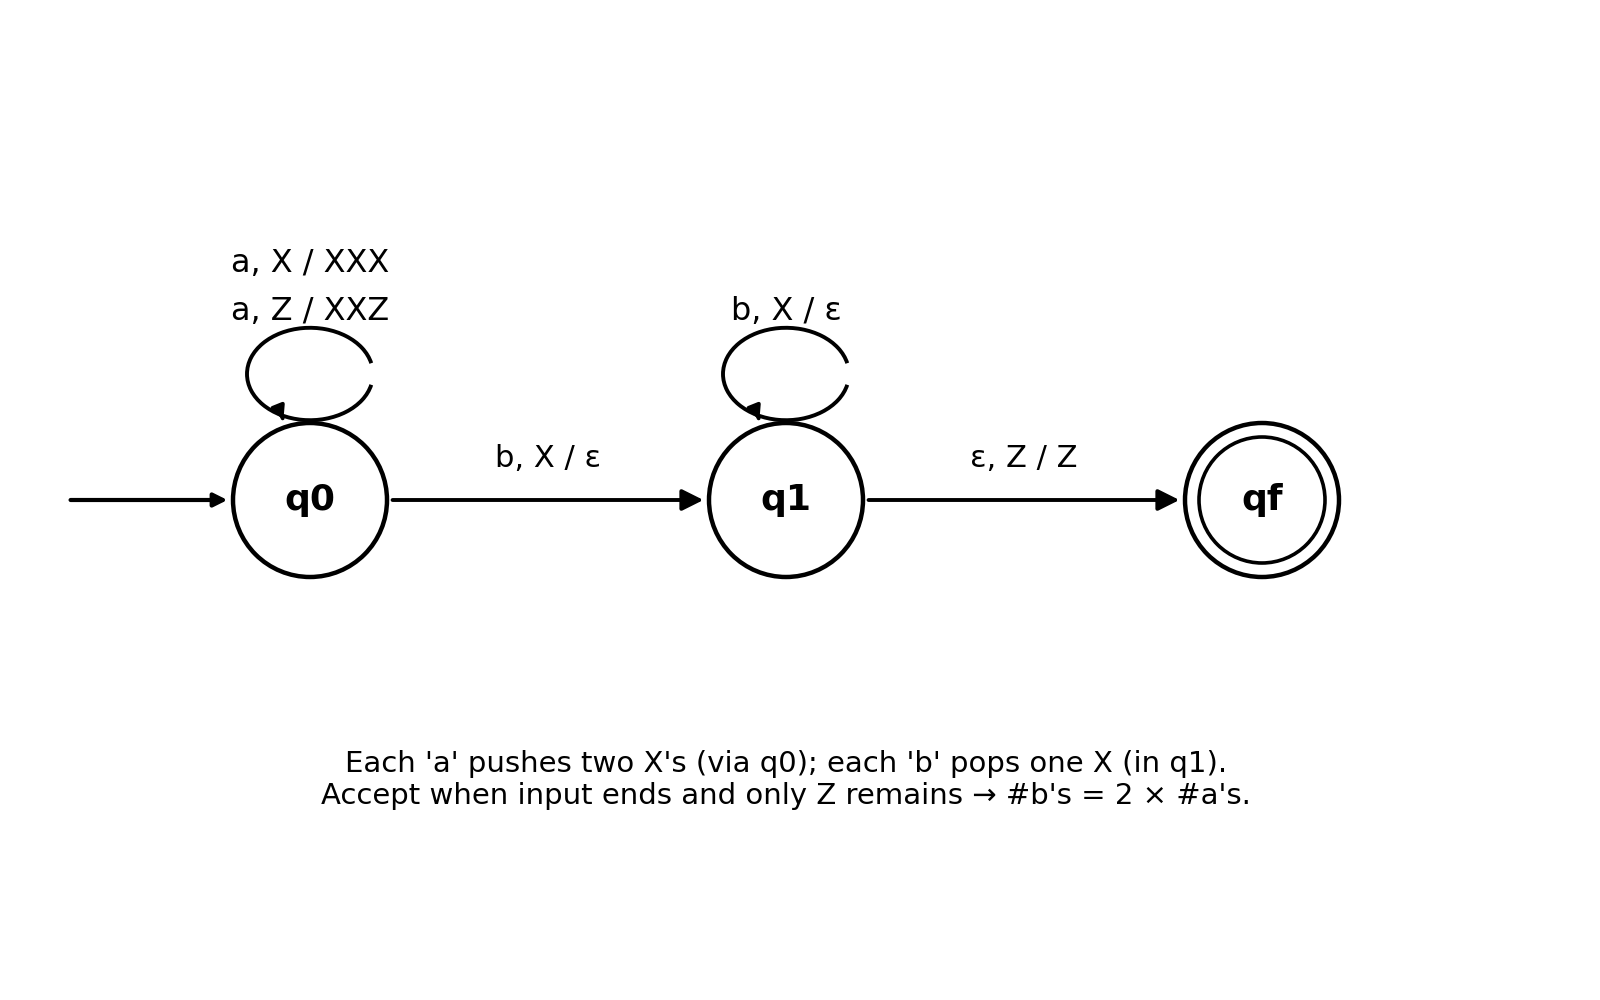 a, X / XXX
a, Z / XXZ
b, X / ε
b, X / ε
ε, Z / Z
q0
q1
qf
Each 'a' pushes two X's (via q0); each 'b' pops one X (in q1).
Accept when input ends and only Z remains → #b's = 2 × #a's.